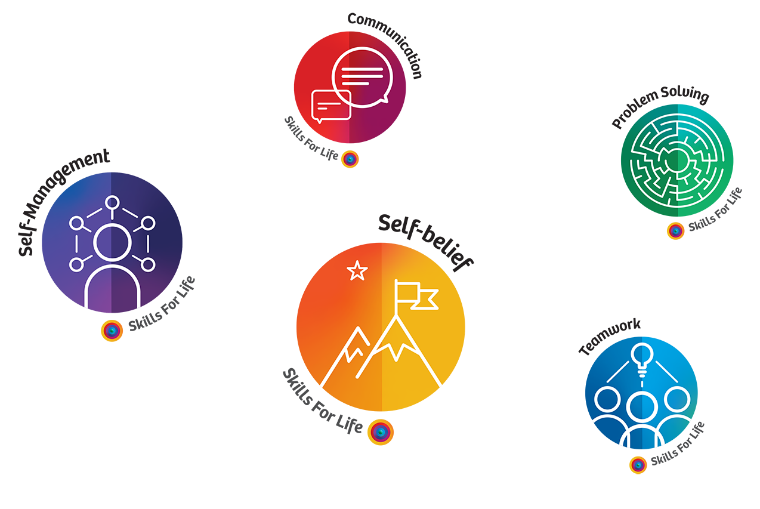 Communication
Skills For Life
Problem Solving
Skills For Life
Self-Management
Skills For Life
Self-belief
Skills For Life
Teamwork
Skills For Life